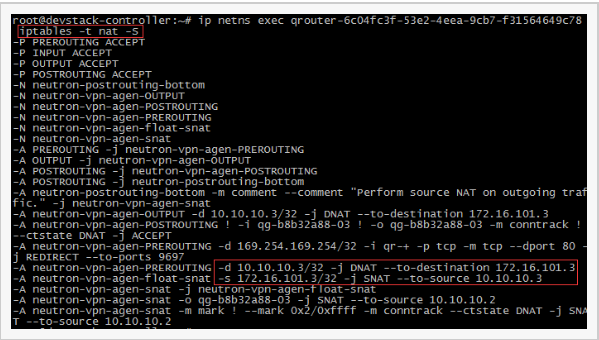 root@devstack-controller:~# ip netns exec qrouter-6c04fc3f-53e2-4eea-9cb7-f31564649c78
iptables -t nat -S
-P PREROUTING ACCEPT
-P INPUT ACCEPT
-P OUTPUT ACCEPT
-P POSTROUTING ACCEPT
-N neutron-postrouting-bottom
-N neutron-vpn-agen-OUTPUT
-N neutron-vpn-agen-POSTROUTING
-N neutron-vpn-agen-PREROUTING
-N neutron-vpn-agen-float-snat
-N neutron-vpn-agen-snat
-A PREROUTING -j neutron-vpn-agen-PREROUTING
-A OUTPUT -j neutron-vpn-agen-OUTPUT
-A POSTROUTING -j neutron-vpn-agen-POSTROUTING
-A POSTROUTING -j neutron-postrouting-bottom
-A neutron-postrouting-bottom -m comment --comment "Perform source NAT on outgoing traf
fic." -j neutron-vpn-agen-snat
-A neutron-vpn-agen-OUTPUT -d 10.10.10.3/32 -j DNAT --to-destination 172.16.101.3
-A neutron-vpn-agen-POSTROUTING ! -i qg-b8b32a88-03 ! -o qg-b8b32a88-03 -m conntrack !
--ctstate DNAT -j ACCEPT
-A neutron-vpn-agen-PREROUTING -d 169.254.169.254/32 -i qr-+ -p tcp -m tcp --dport 80 -
j REDIRECT --to-ports 9697
-A neutron-vpn-agen-PREROUTING -d 10.10.10.3/32 -j DNAT --to-destination 172.16.101.3
-A neutron-vpn-agen-float-snat -s 172.16.101.3/32 -j SNAT --to-source 10.10.10.3
-A neutron-vpn-agen-snat -j neutron-vpn-agen-float-snat
-A neutron-vpn-agen-snat -o qg-b8b32a88-03 -j SNAT --to-source 10.10.10.2
-A neutron-vpn-agen-snat -m mark ! --mark 0x2/0xffff -m conntrack --ctstate DNAT -j SNA
T --to-source 10.10.10.2